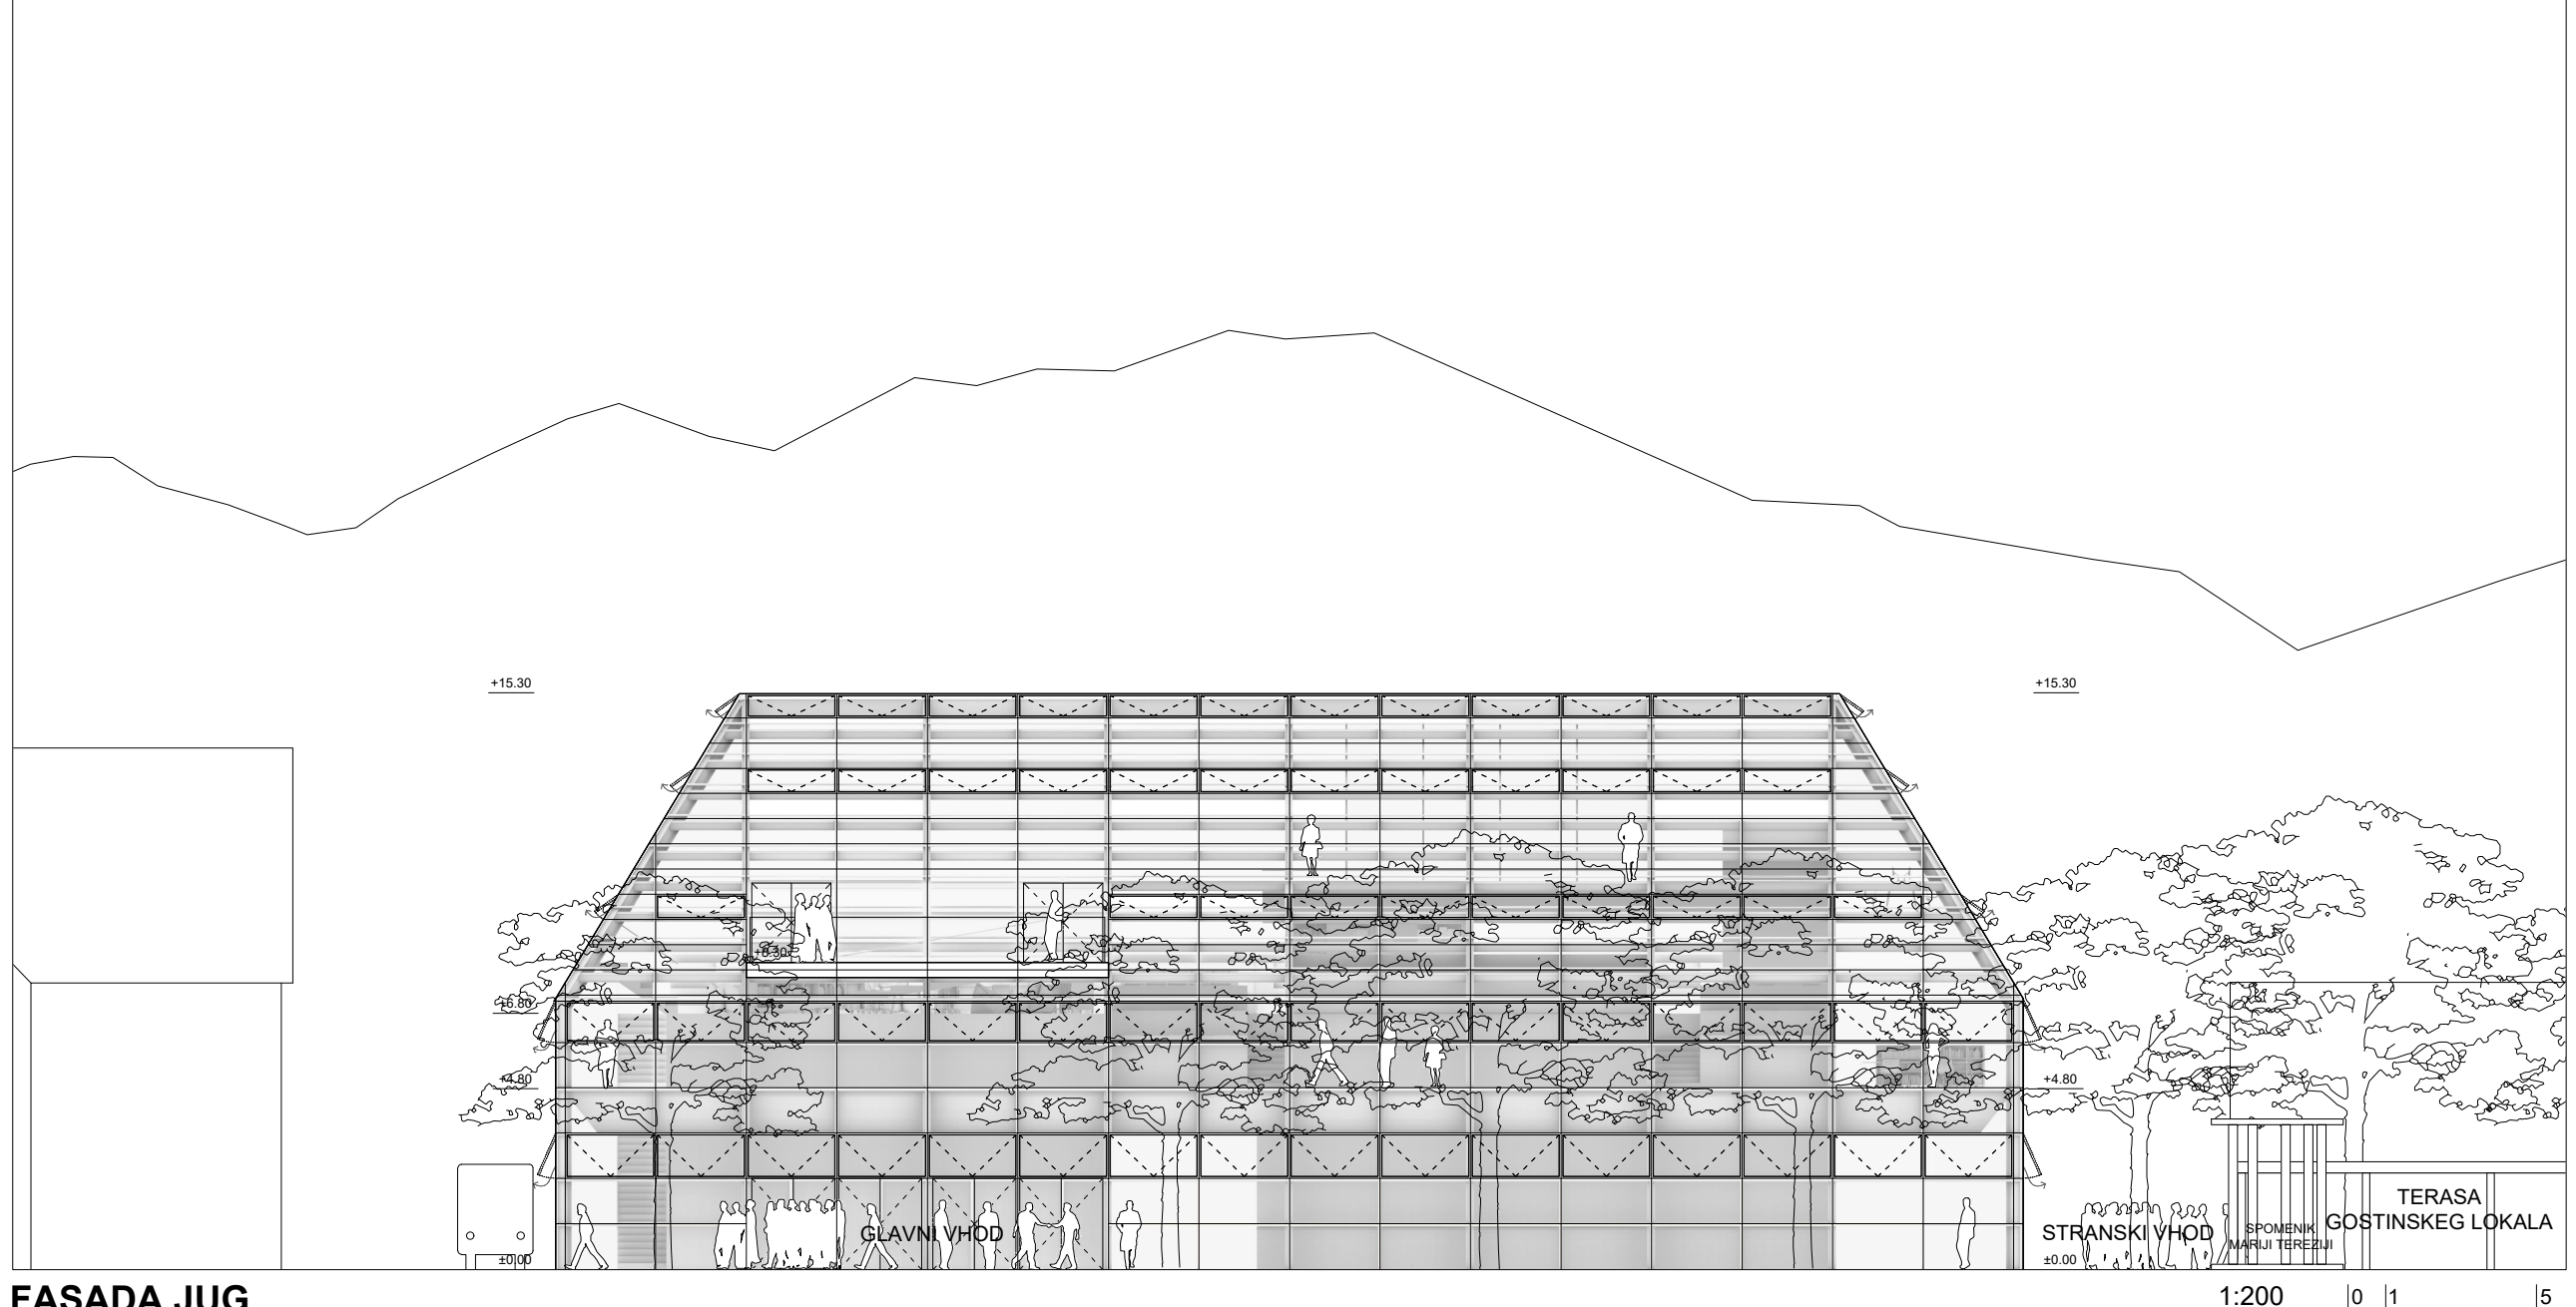 +15.30
+15.30
+8.30
+6.80
+4.80
+4.80
GLAVNI VHOD
STRANSKI VHOD
SPOMENIK
MARIJI TEREZIJI
TERASA
GOSTINSKEG LOKALA
±0.00
±0.00
FASADA JUG
1:200
0 1 5